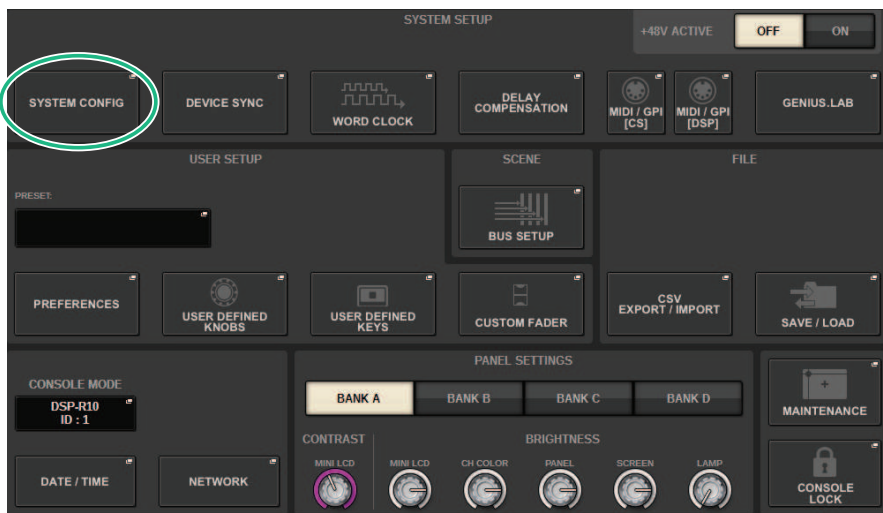 SYSTEM SETUP
+48V ACTIVE
OFF
ON
SYSTEM CONFIG
DEVICE SYNC
WORD CLOCK
DELAY
COMPENSATION
MIDI / GPI
[CS]
MIDI / GPI
[DSP]
GENIUS.LAB
USER SETUP
SCENE
FILE
PRESET:
BUS SETUP
PREFERENCES
USER DEFINED
KNOBS
USER DEFINED
KEYS
CUSTOM FADER
CSV
EXPORT / IMPORT
SAVE / LOAD
CONSOLE MODE
DSP-R10
ID : 1
DATE / TIME
NETWORK
PANEL SETTINGS
BANK A
BANK B
BANK C
BANK D
CONTRAST
BRIGHTNESS
MINI LCD
MINI LCD
CH COLOR
PANEL
SCREEN
LAMP
MAINTENANCE
CONSOLE
LOCK